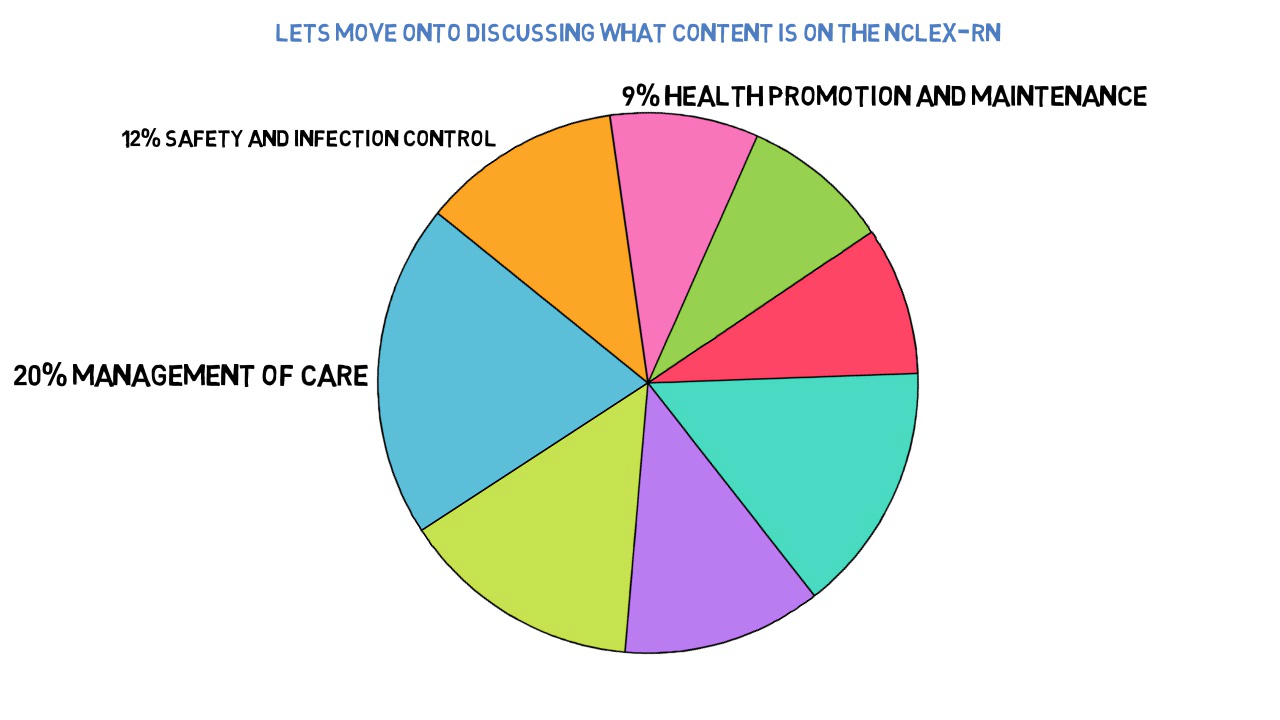 LETS MOVE ONTO DISCUSSING WHAT CONTENT IS ON THE NCLEX-RN
9% HEALTH PROMOTION AND MAINTENANCE
12% SAFETY AND INFECTION CONTROL
20% MANAGEMENT OF CARE